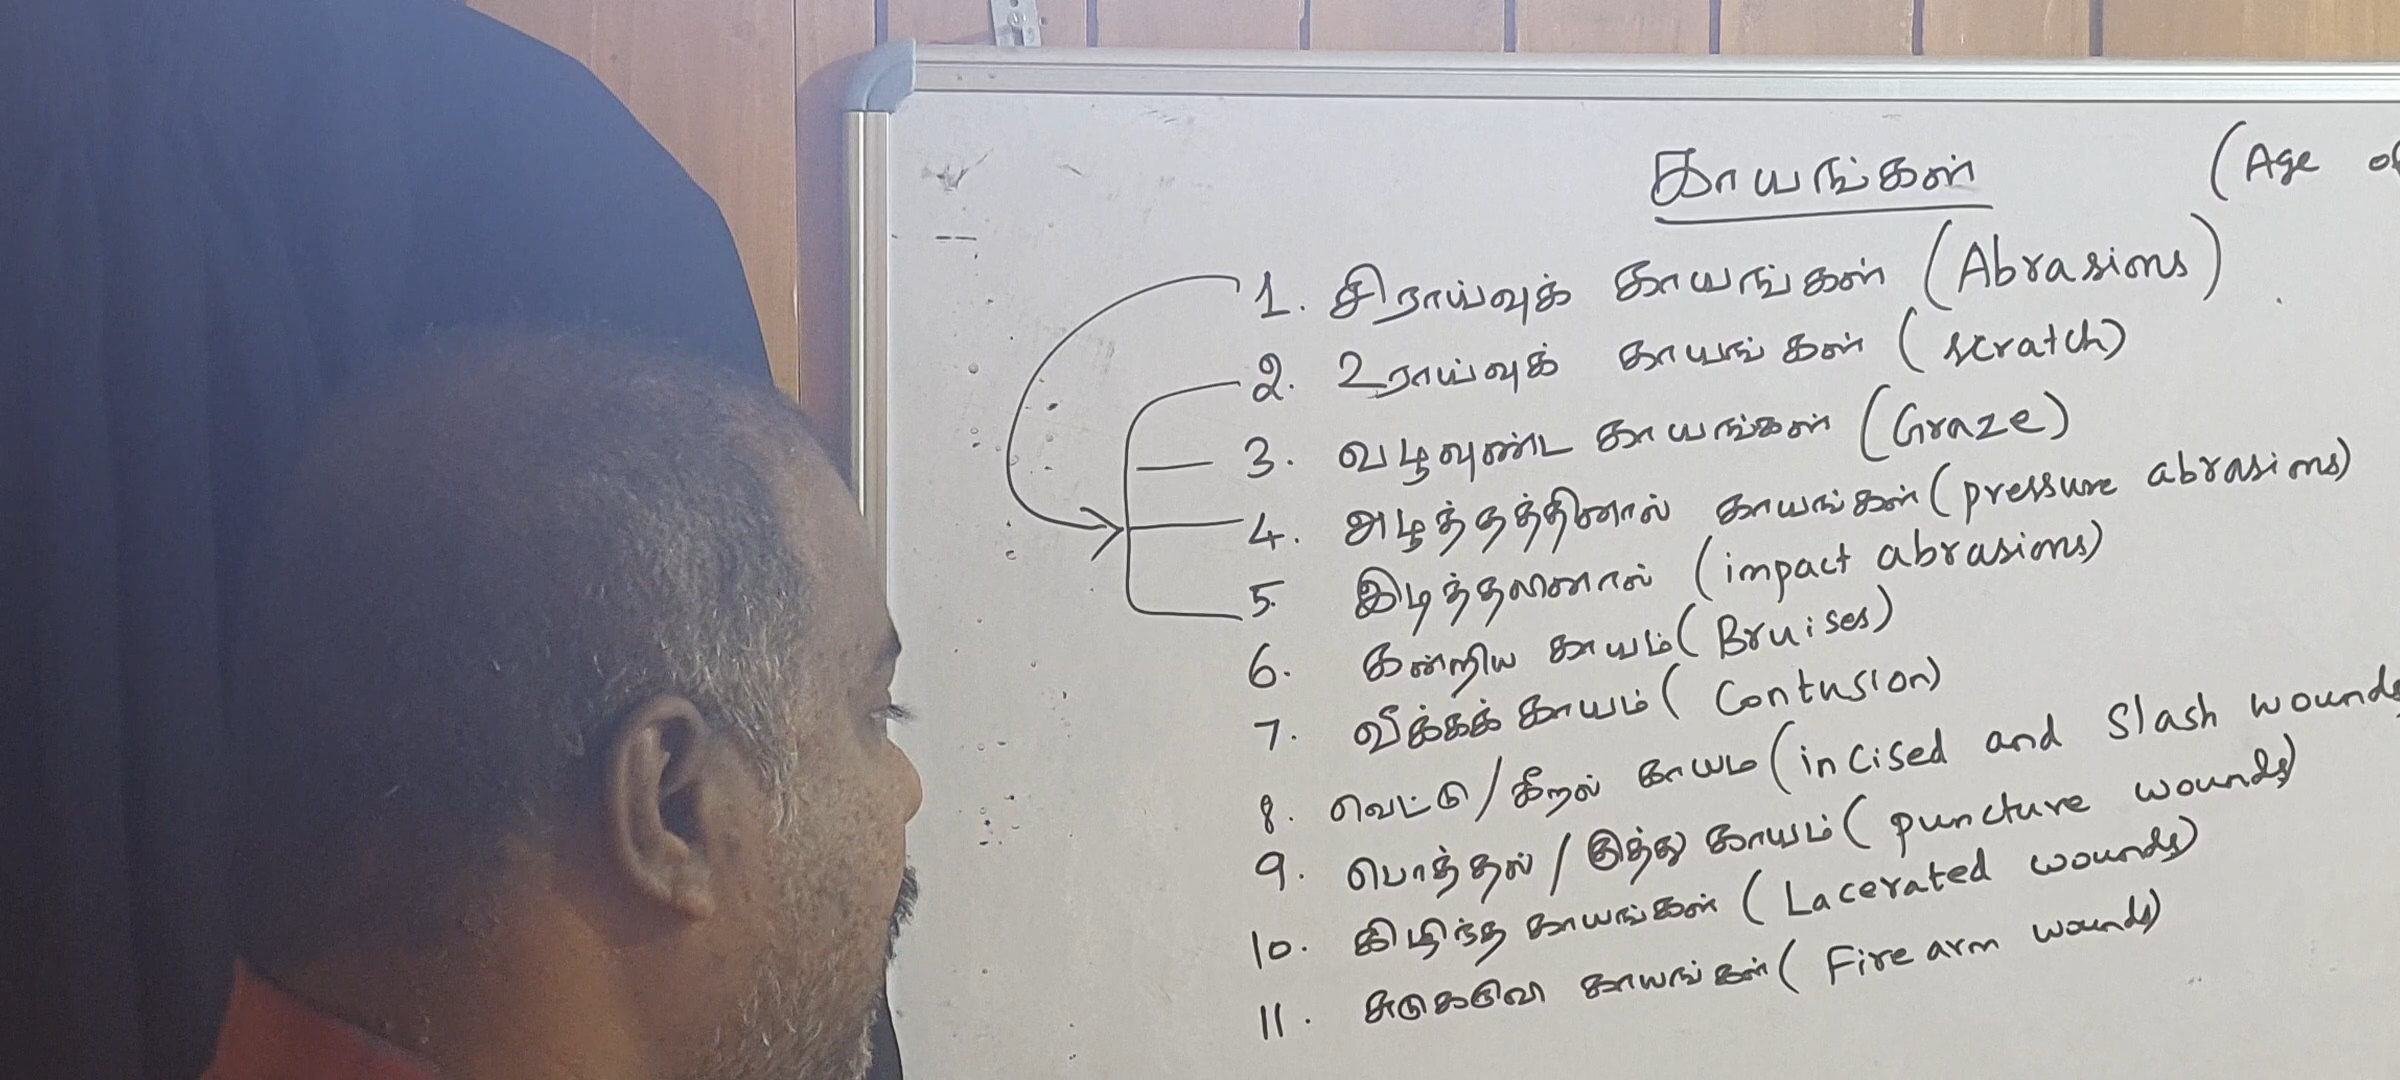 காயங்கள் (Age of
1. சிராய்வுக் காயங்கள் (Abrasions)
2. உராய்வுக் காயங்கள் (scratch)
3. வழவுண்ட காயங்கள் (Graze)
4. அழுத்தத்தினால் காயங்கள் (pressure abrasions)
5. இடித்தலினால் (impact abrasions)
6. கன்றிய காயம் (Bruises)
7. வீக்கக் காயம் (Contusion)
8. வெட்டு / கீறல் காயம (incised and Slash wounds
9. பொத்தல் / குத்து காயம் (puncture wounds)
10. கிழிந்த காயங்கள் (Lacerated wounds)
11. காயங்கள் (Fire arm wounds)